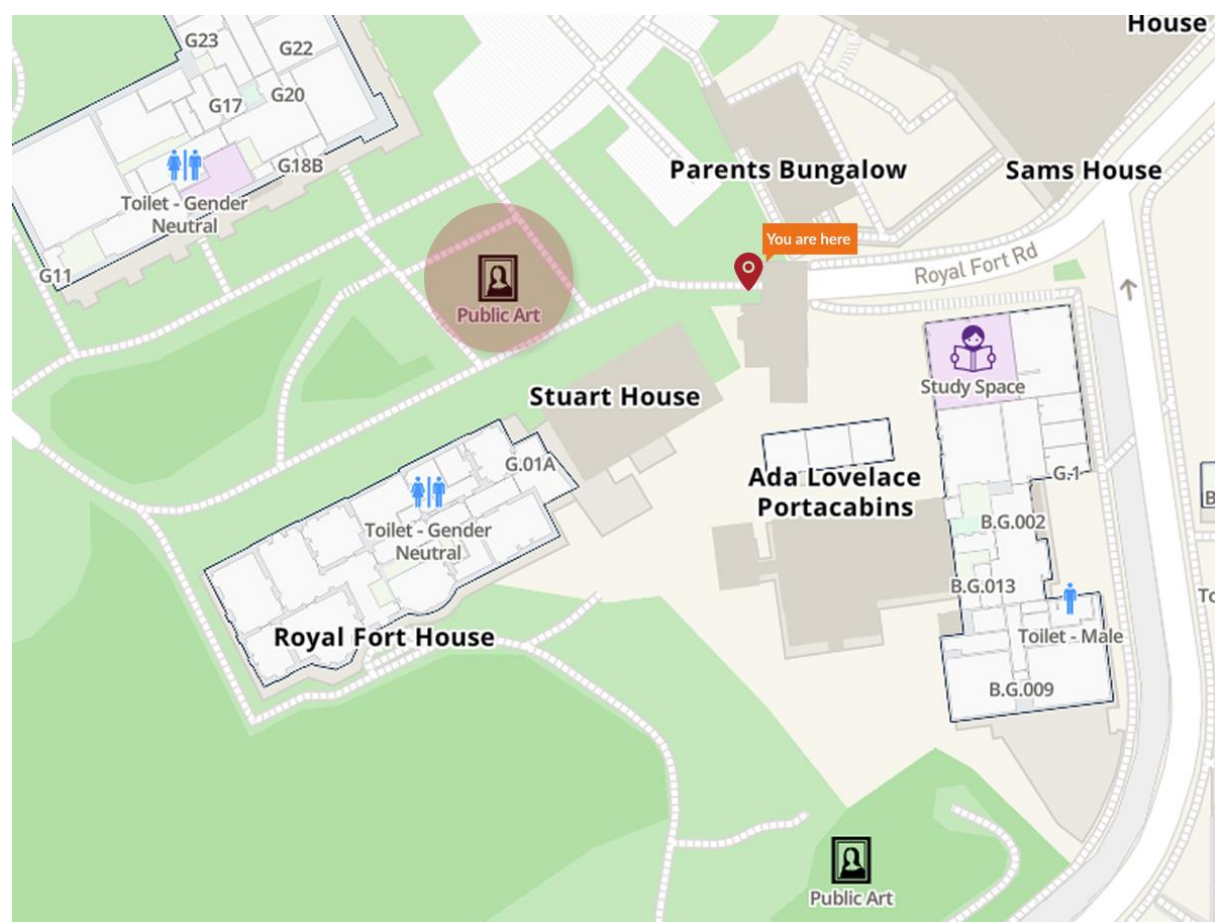 House
G23
G22
G20
G17
G18B
Toilet - Gender
Neutral
G11
Parents Bungalow
Sams House
You are here
Royal Fort Rd
Public Art
Study Space
Stuart House
G.01A
Toilet - Gender
Neutral
Ada Lovelace
Portacabins
G-1
B.G.002
B.G.013
Toilet - Male
Royal Fort House
B.G.009
Public Art